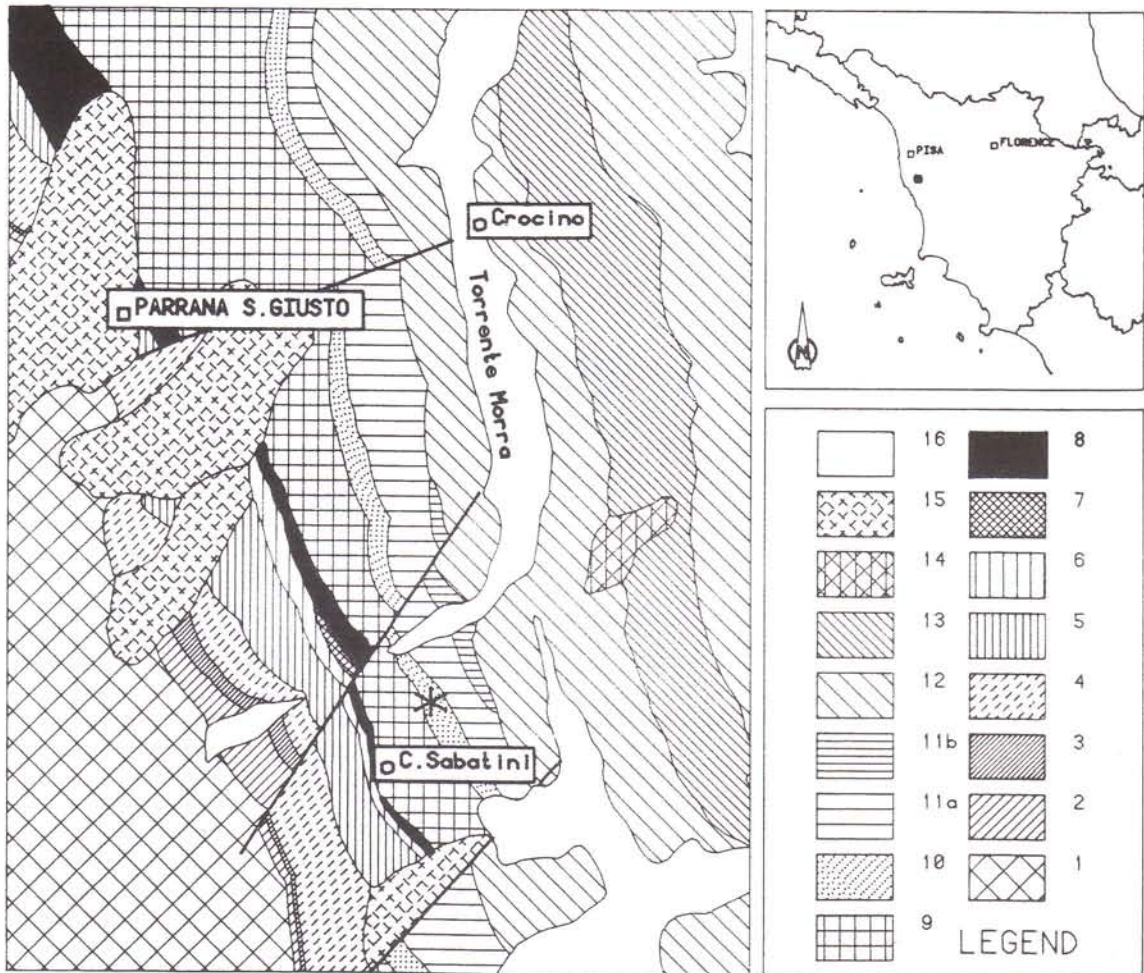 Crocino
PARRANA S.GIUSTO
Torrente Morra
C.Sabatini
PISA
FLORENCE
N
16 8
15 7
14 6
13 5
12 4
11b 3
11a 2
10 1
9 LEGEND